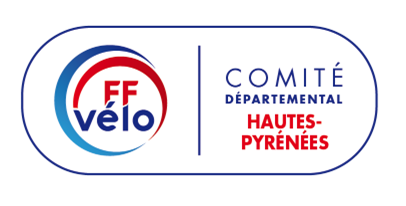 FF
vélo
COMITÉ
DÉPARTEMENTAL
HAUTES-
PYRÉNÉES